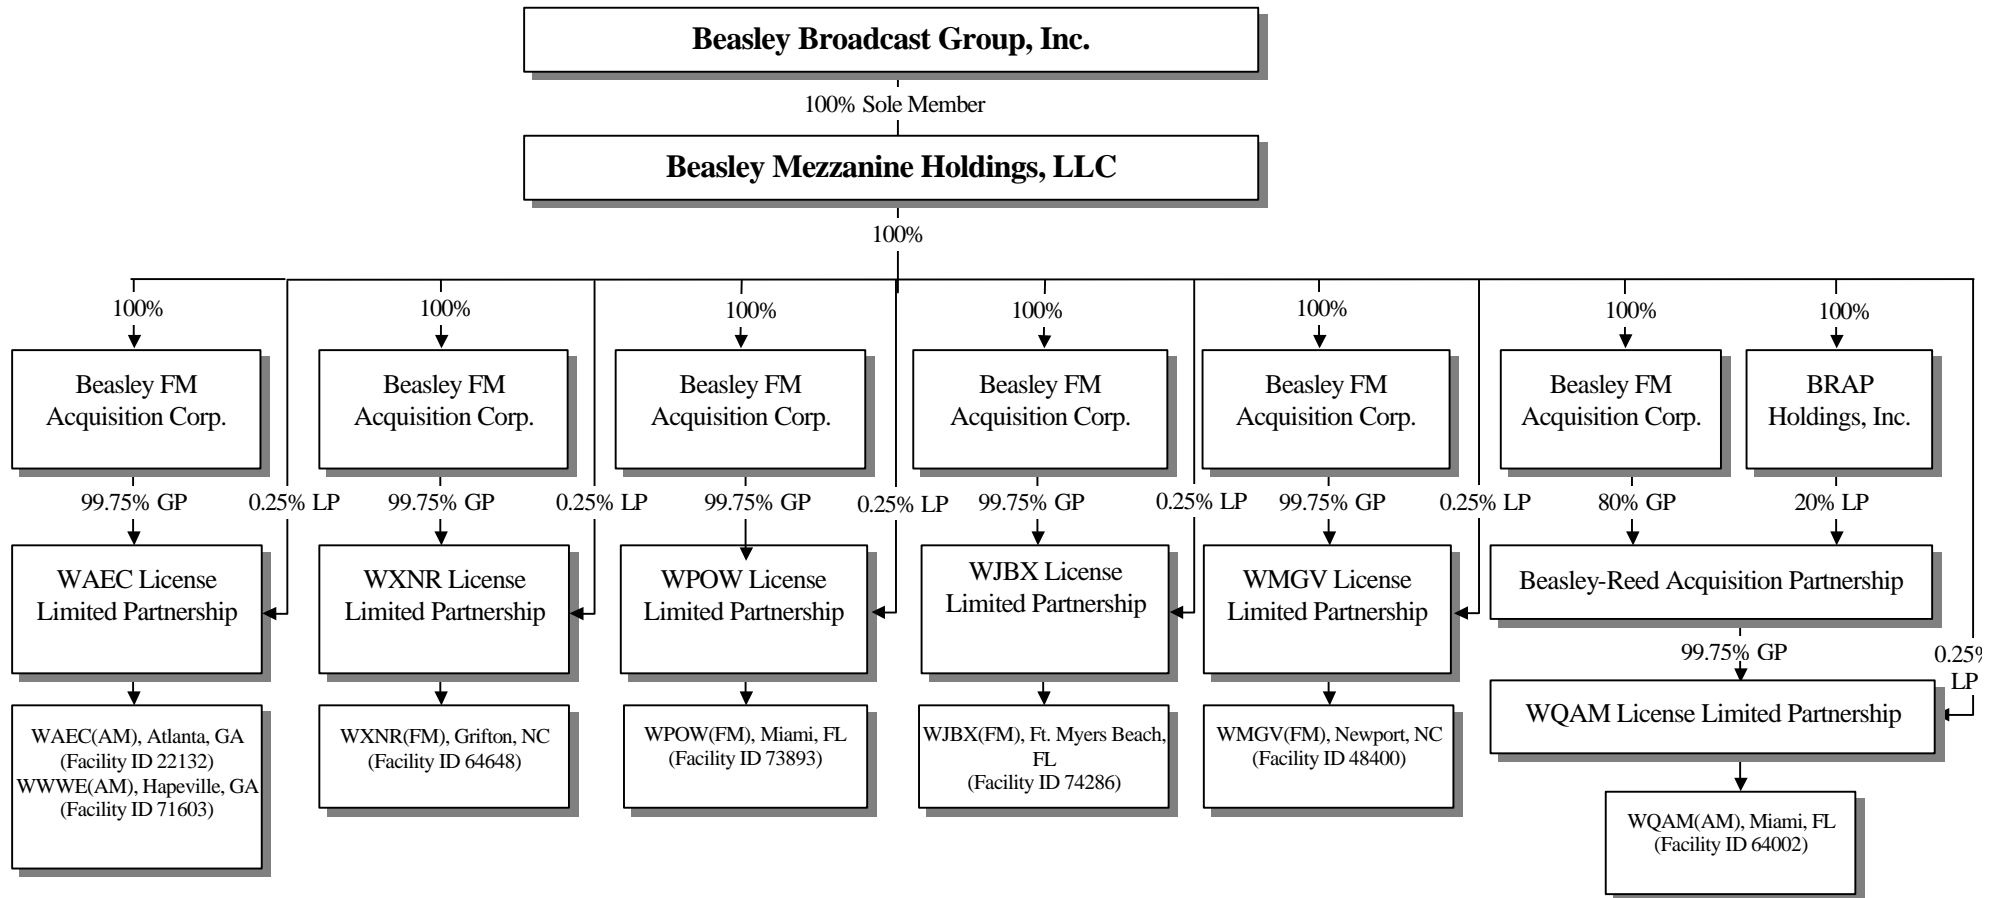 Beasley Broadcast Group, Inc.
100% Sole Member
Beasley Mezzanine Holdings, LLC
100%
100%
100%
100%
100%
100%
100%
100%
Beasley FM
Acquisition Corp.
Beasley FM
Acquisition Corp.
Beasley FM
Acquisition Corp.
Beasley FM
Acquisition Corp.
Beasley FM
Acquisition Corp.
Beasley FM
Acquisition Corp.
BRAP
Holdings, Inc.
99.75% GP
0.25% LP
99.75% GP
0.25% LP
99.75% GP
0.25% LP
99.75% GP
0.25% LP
99.75% GP
0.25% LP
80% GP
20% LP
WAEC License
Limited Partnership
WXNR License
Limited Partnership
WPOW License
Limited Partnership
WJBX License
Limited Partnership
WMGV License
Limited Partnership
Beasley-Reed Acquisition Partnership
99.75% GP
0.25%
LP
WQAM License Limited Partnership
WAEC(AM), Atlanta, GA
(Facility ID 22132)
WWWE(AM), Hapeville, GA
(Facility ID 71603)
WXNR(FM), Grifton, NC
(Facility ID 64648)
WPOW(FM), Miami, FL
(Facility ID 73893)
WJBX(FM), Ft. Myers Beach,
FL
(Facility ID 74286)
WMGV(FM), Newport, NC
(Facility ID 48400)
WQAM(AM), Miami, FL
(Facility ID 64002)